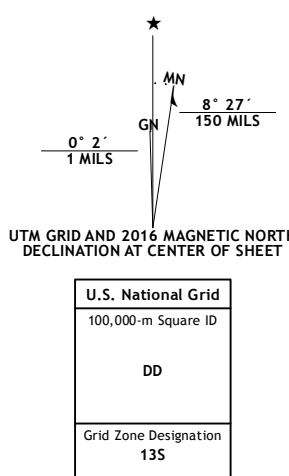 ★
MN
GN
8° 27´
150 MILS
0° 2´
1 MILS
UTM GRID AND 2016 MAGNETIC NORTH
DECLINATION AT CENTER OF SHEET
U.S. National Grid
100,000-m Square ID
DD
Grid Zone Designation
13S